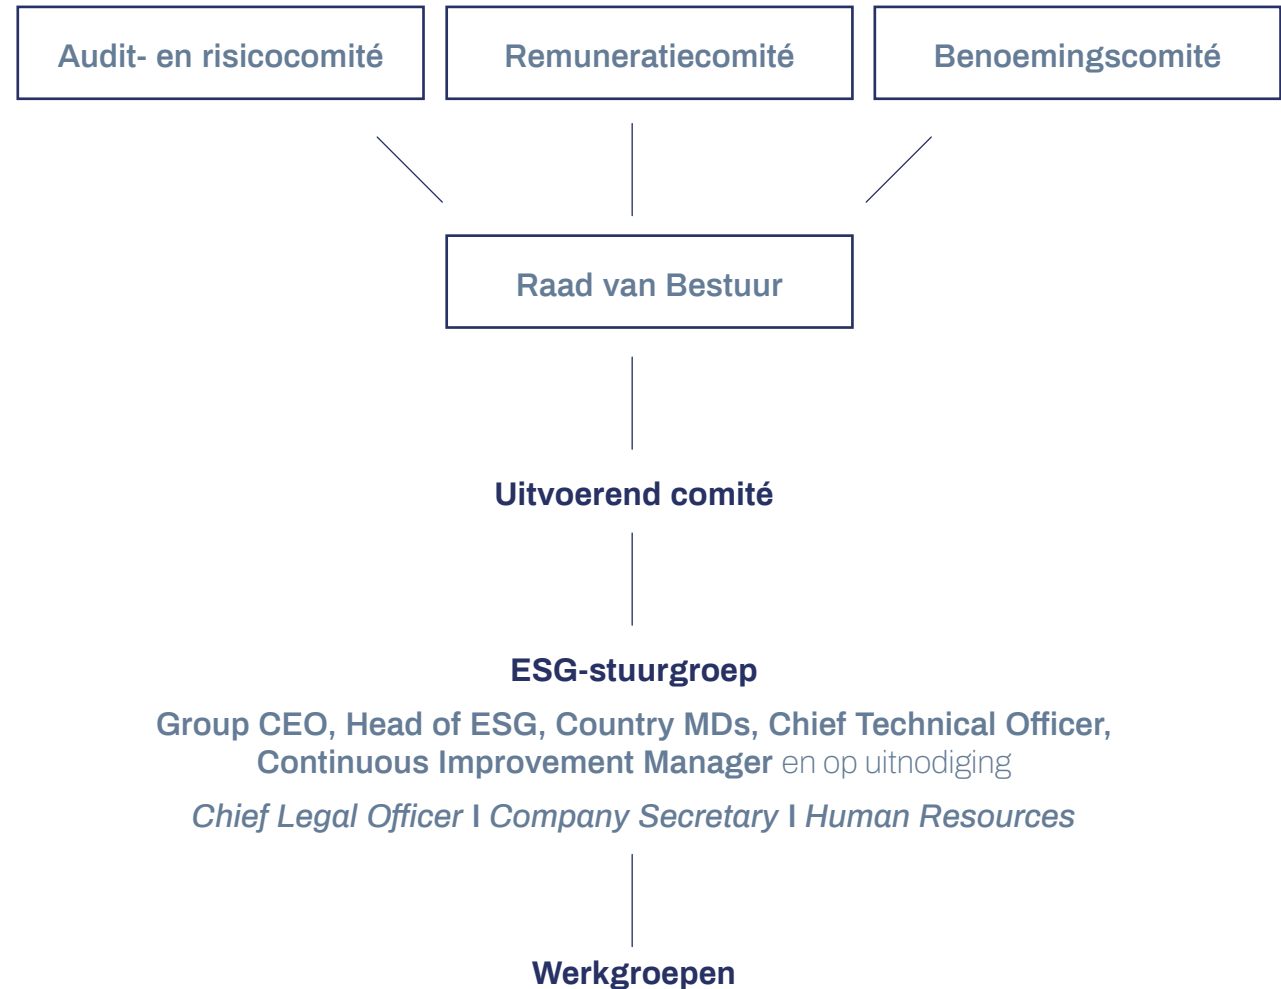 Audit- en risicocomité
Remuneratiecomité
Benoemingscomité
Raad van Bestuur
Uitvoerend comité
ESG-stuurgroep
Group CEO, Head of ESG, Country MDs, Chief Technical Officer,
Continuous Improvement Manager en op uitnodiging
Chief Legal Officer I Company Secretary I Human Resources
Werkgroepen